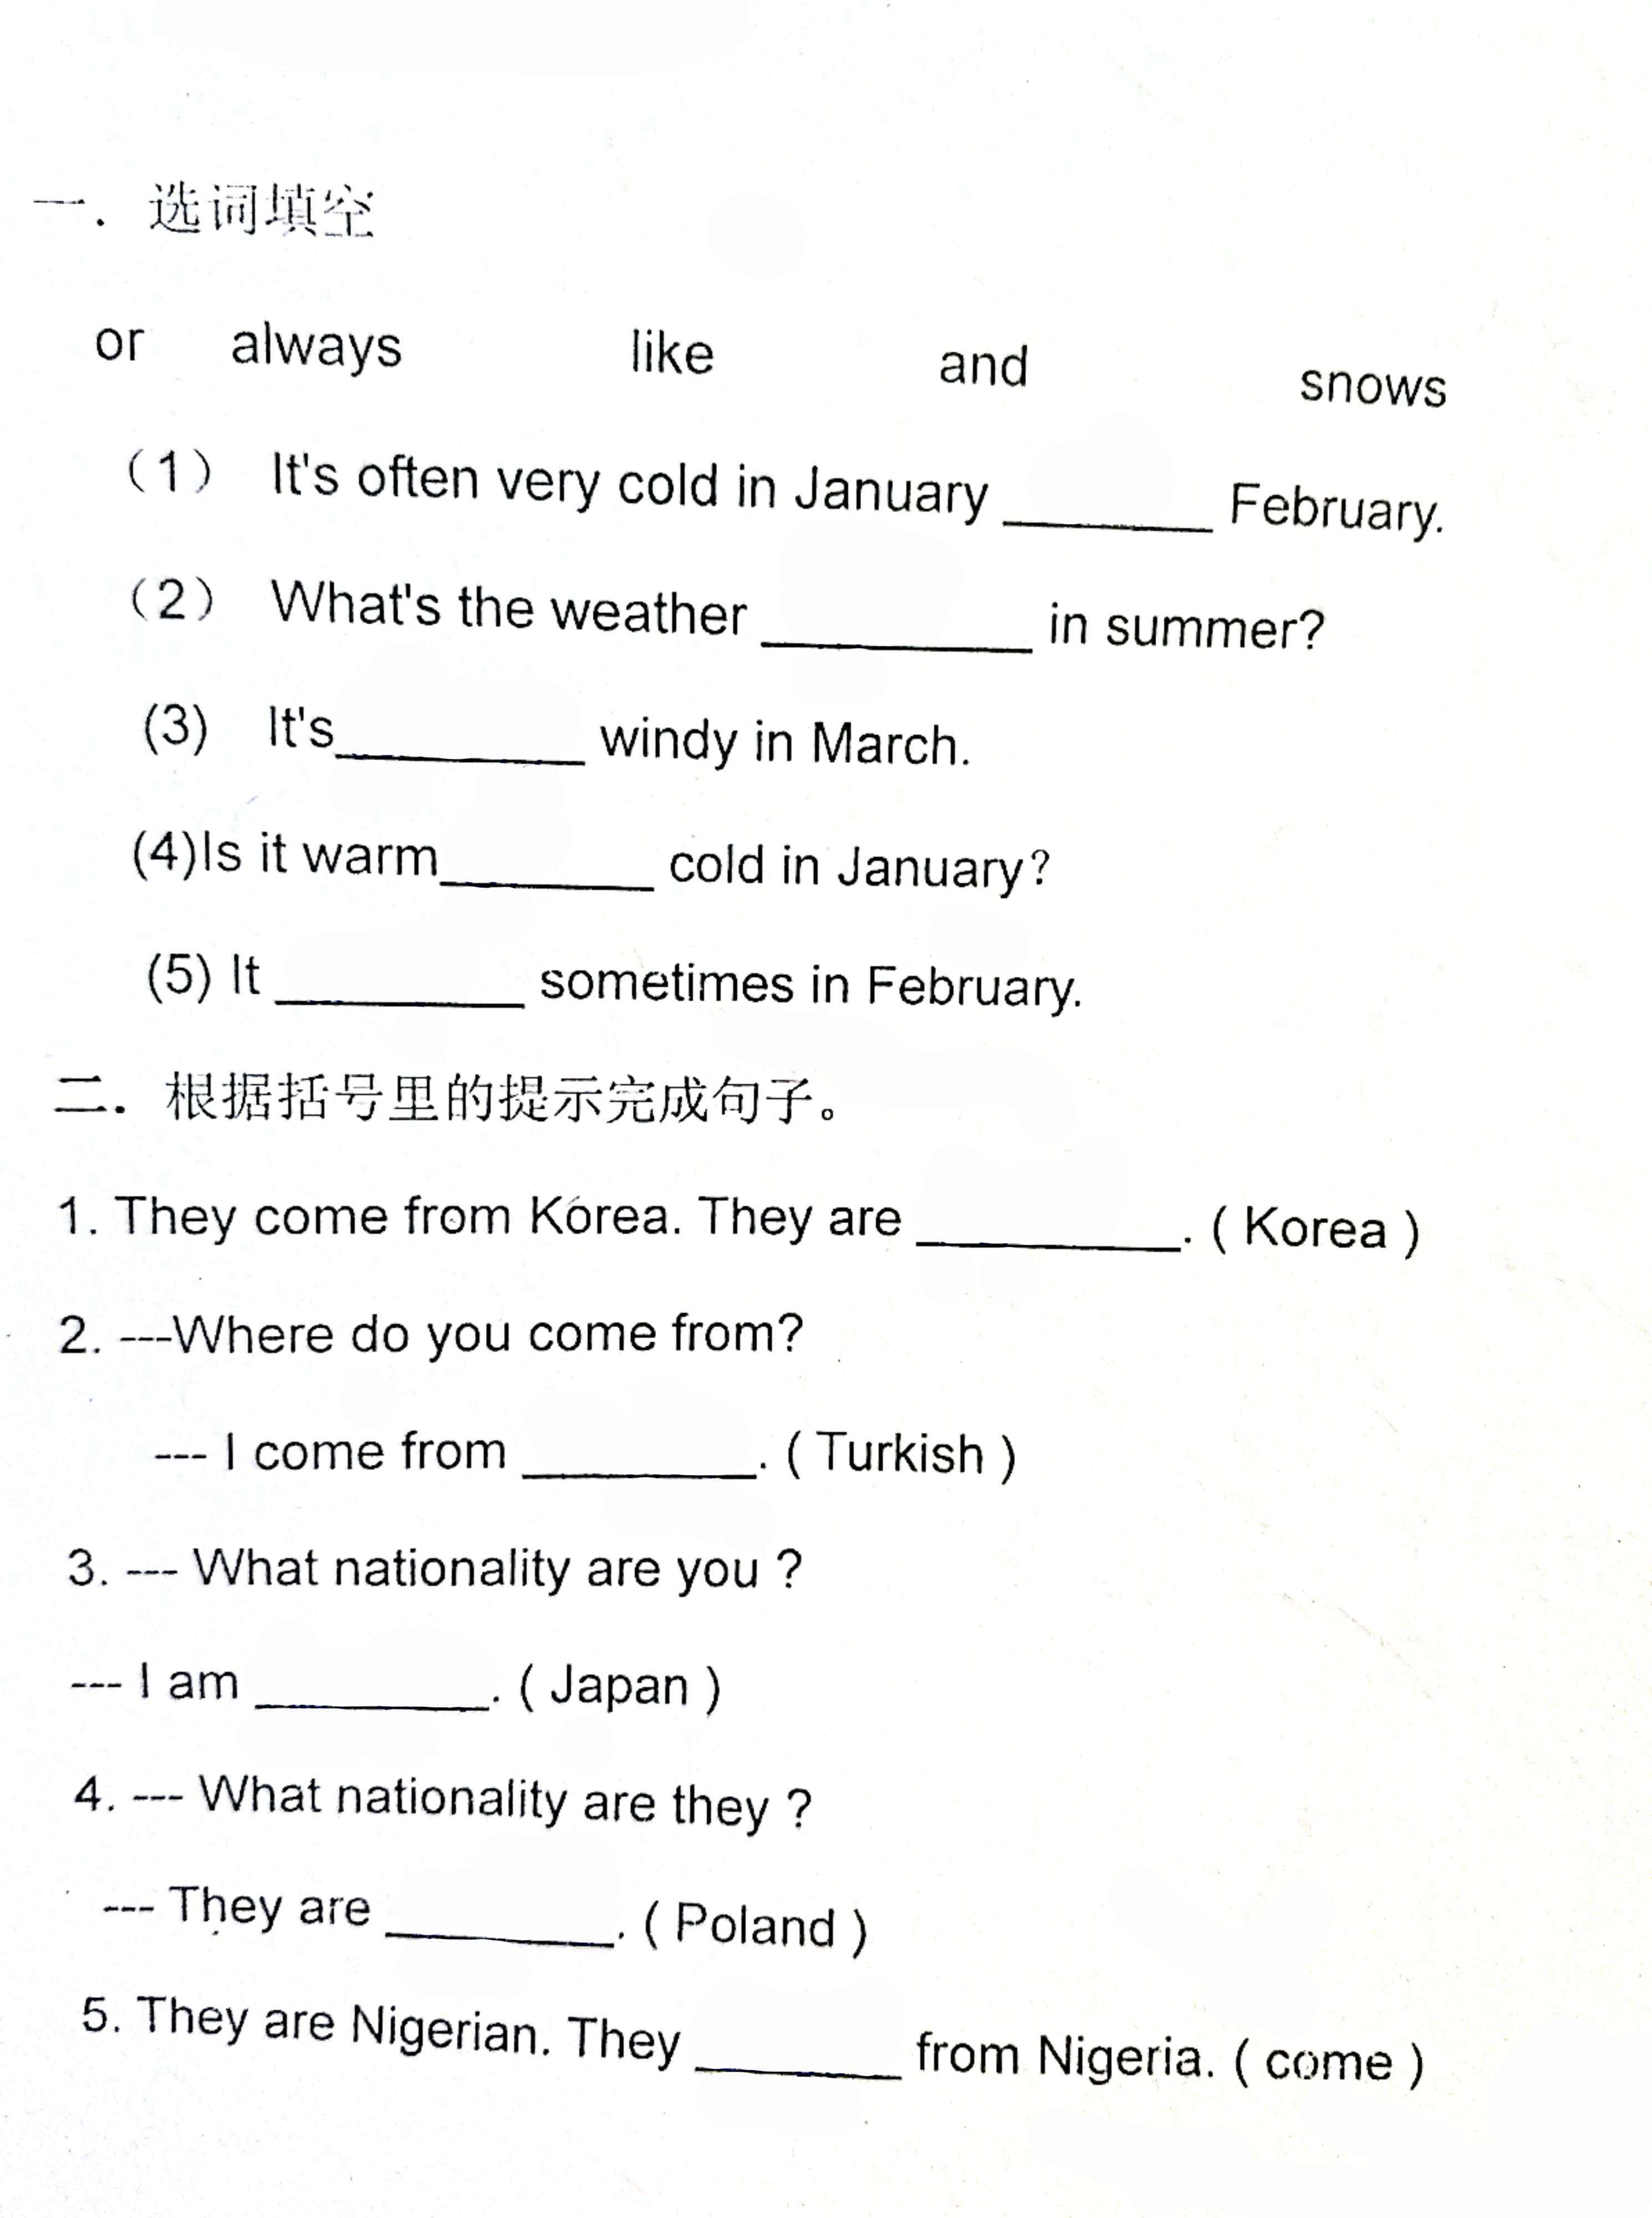 一. 选词填空
or always like and snows
（1） It's often very cold in January ________ February.
（2） What's the weather __________ in summer?
(3) It's_________ windy in March.
(4)Is it warm________ cold in January？
(5) It _________ sometimes in February.
二. 根据括号里的提示完成句子。
1. They come from Korea. They are __________. ( Korea )
2. ---Where do you come from?
--- I come from _________. ( Turkish )
3. --- What nationality are you ?
--- I am _________. ( Japan )
4. --- What nationality are they ?
--- They are _________. ( Poland )
5. They are Nigerian. They ________ from Nigeria. ( come )